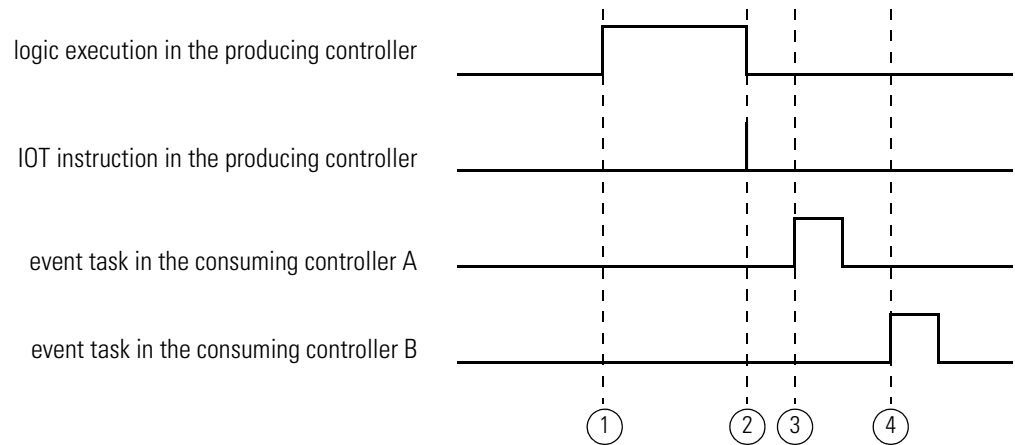 logic execution in the producing controller
IOT instruction in the producing controller
event task in the consuming controller A
event task in the consuming controller B
1 2 3 4